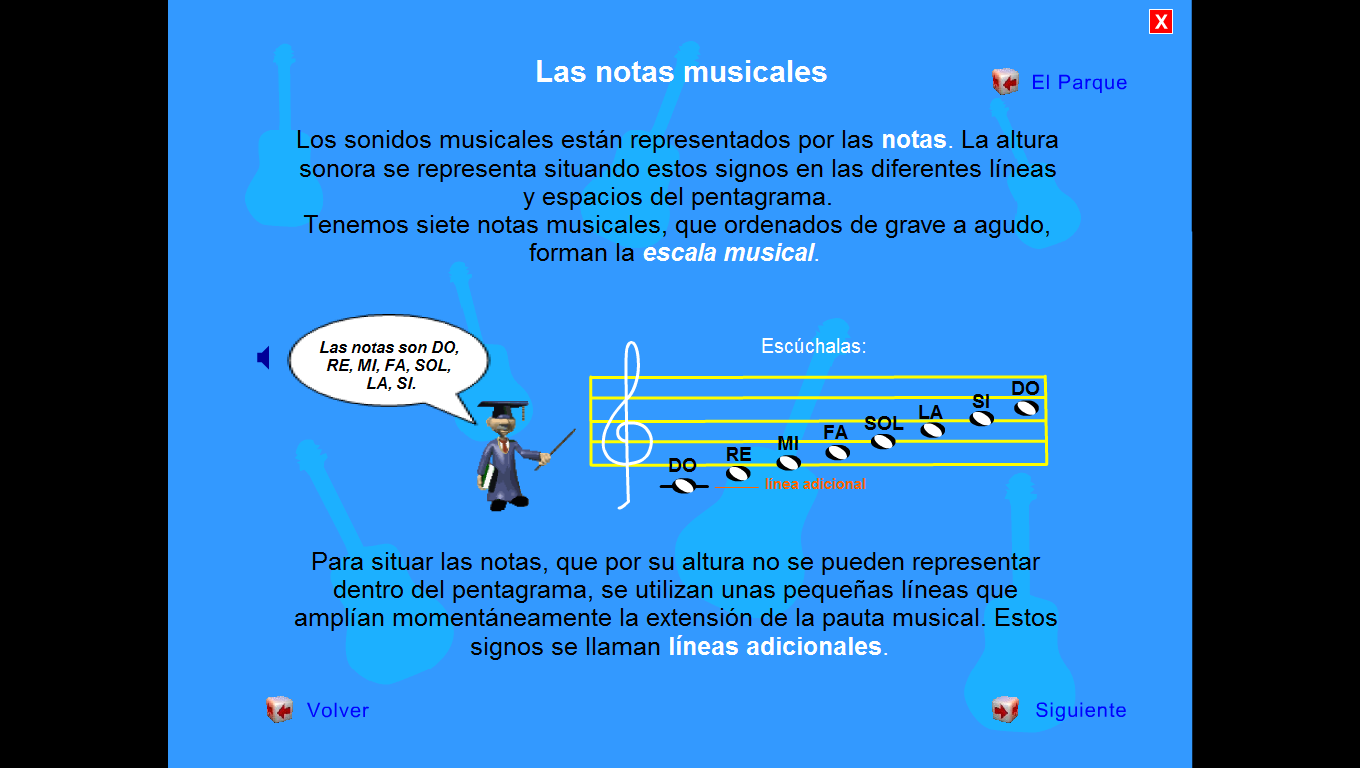 X
Las notas musicales
El Parque
Los sonidos musicales están representados por las notas. La altura
sonora se representa situando estos signos en las diferentes líneas
y espacios del pentagrama.
Tenemos siete notas musicales, que ordenados de grave a agudo,
forman la escala musical.
Las notas son DO,
RE, MI, FA, SOL,
LA, SI.
Escúchalas:
DO RE MI FA SOL LA SI DO
linea adicional
Para situar las notas, que por su altura no se pueden representar
dentro del pentagrama, se utilizan unas pequeñas líneas que
amplían momentáneamente la extensión de la pauta musical. Estos
signos se llaman líneas adicionales.
Volver
Siguiente